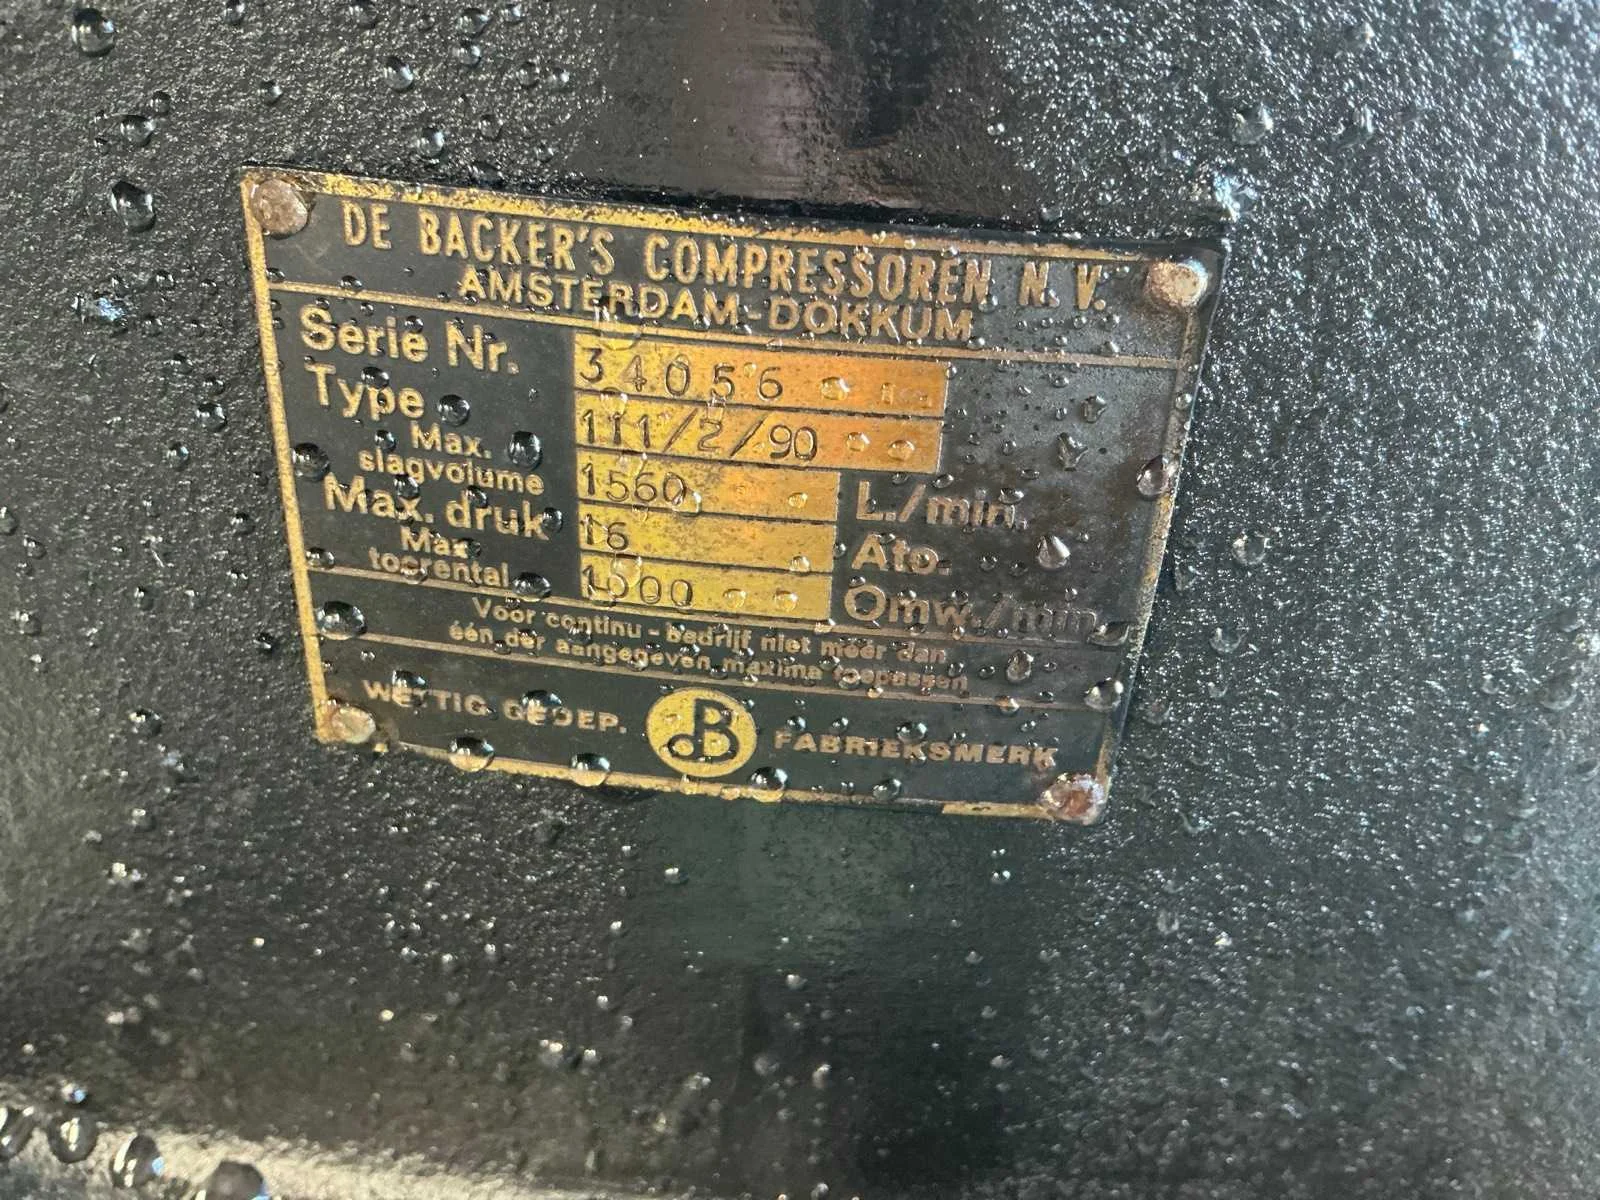 DE BACKER'S COMPRESSOREN N.V.
AMSTERDAM-DOKKUM
Serie Nr. 34056
Type 111/2/90
Max. slagvolume 1560 L./min.
Max. druk 16 Ato.
Max toerental 1500 Omw./min.
Voor continu-bedrijf niet meer dan
één der aangegeven maxima toepassen
WETTIG GEDEP. dB FABRIEKSMERK